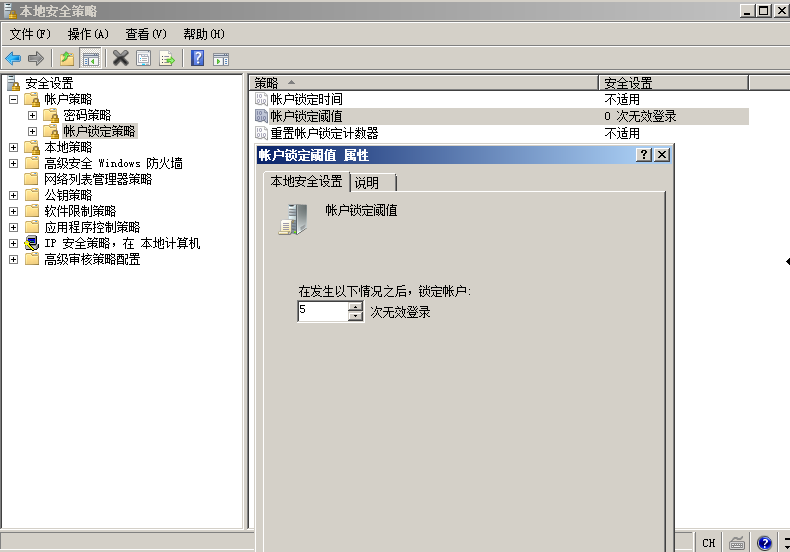 本地安全策略
文件(F) 操作(A) 查看(V) 帮助(H)
安全设置
帐户策略
密码策略
帐户锁定策略
本地策略
高级安全 Windows 防火墙
网络列表管理器策略
公钥策略
软件限制策略
应用程序控制策略
IP 安全策略，在 本地计算机
高级审核策略配置
策略 安全设置
帐户锁定时间 不适用
帐户锁定阈值 0 次无效登录
重置帐户锁定计数器 不适用
帐户锁定阈值 属性
本地安全设置 说明
帐户锁定阈值
在发生以下情况之后，锁定帐户:
5 次无效登录
CH